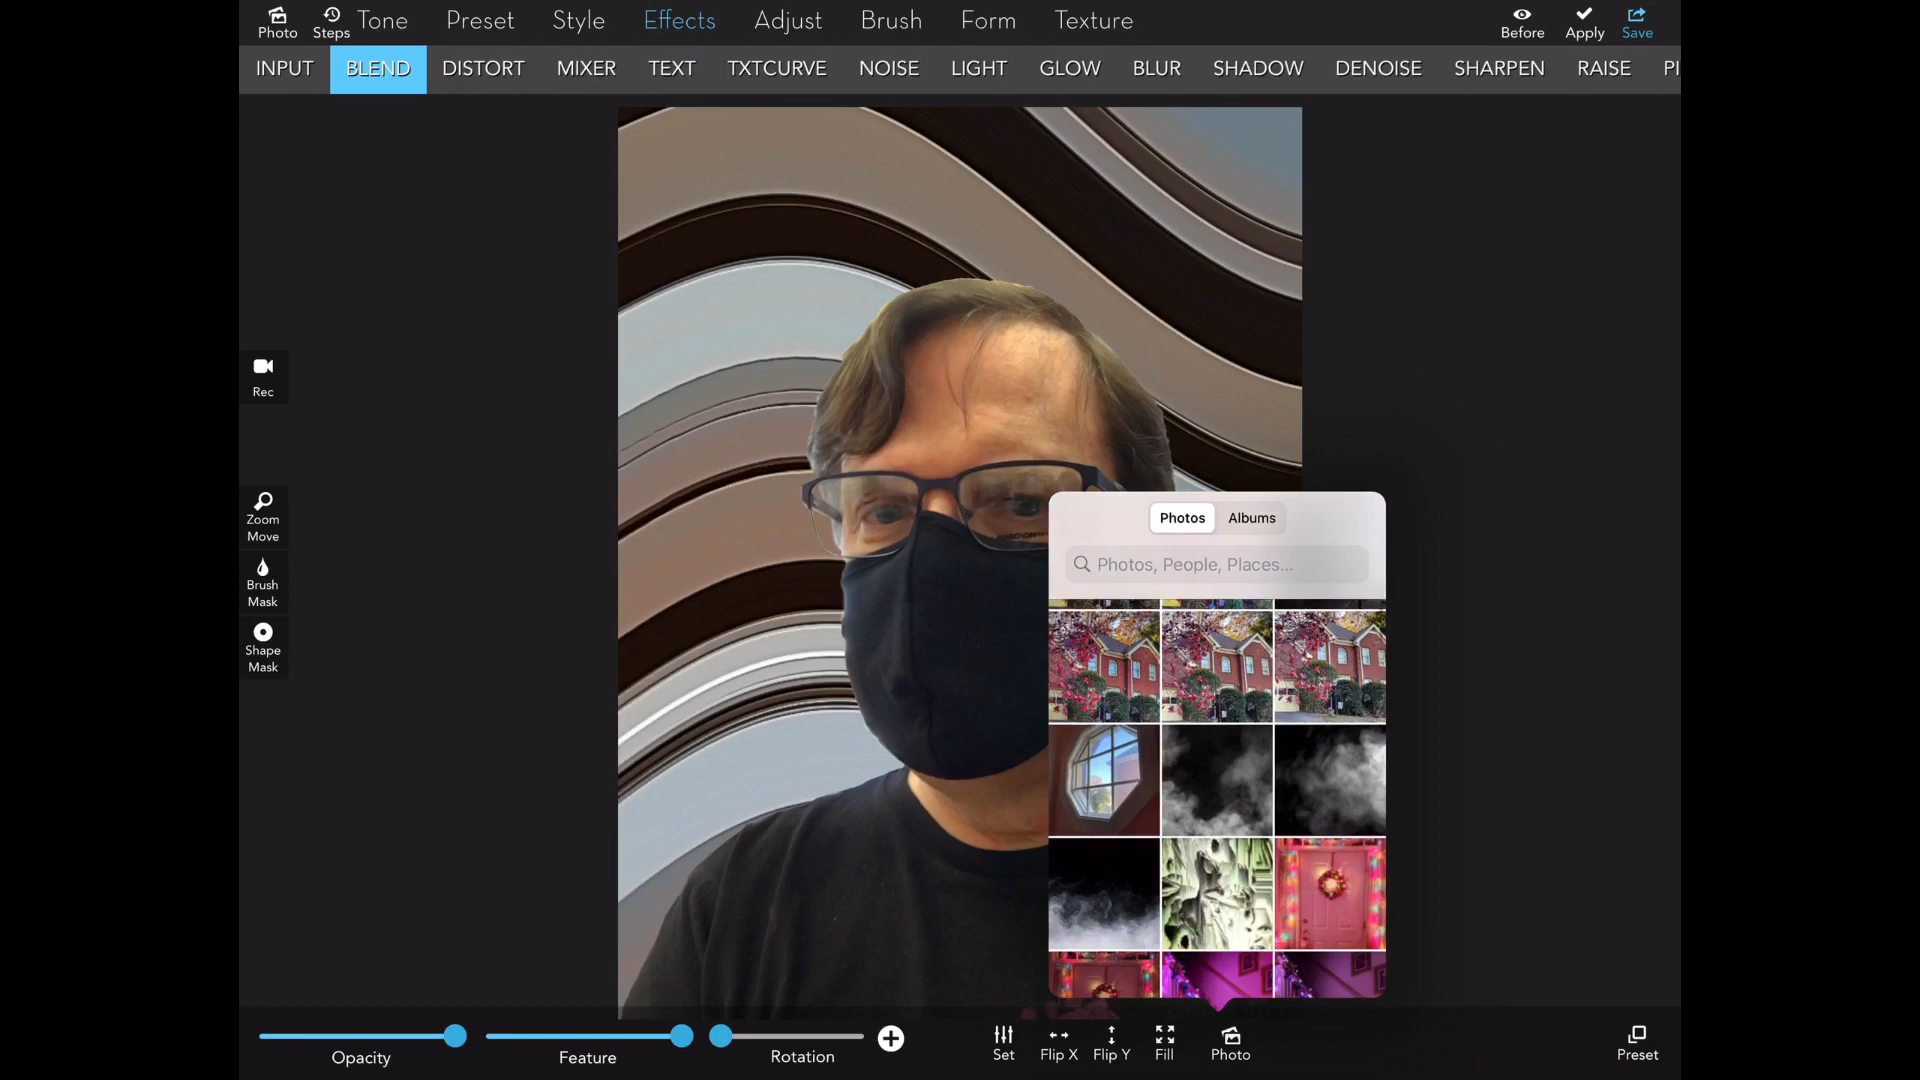 Photo Steps Tone Preset Style Effects Adjust Brush Form Texture Before Apply Save
INPUT BLEND DISTORT MIXER TEXT TXTCURVE NOISE LIGHT GLOW BLUR SHADOW DENOISE SHARPEN RAISE PI
Rec
Zoom
Move
Brush
Mask
Shape
Mask
Photos Albums
Photos, People, Places...
Opacity Feature Rotation Set Flip X Flip Y Fill Photo Preset